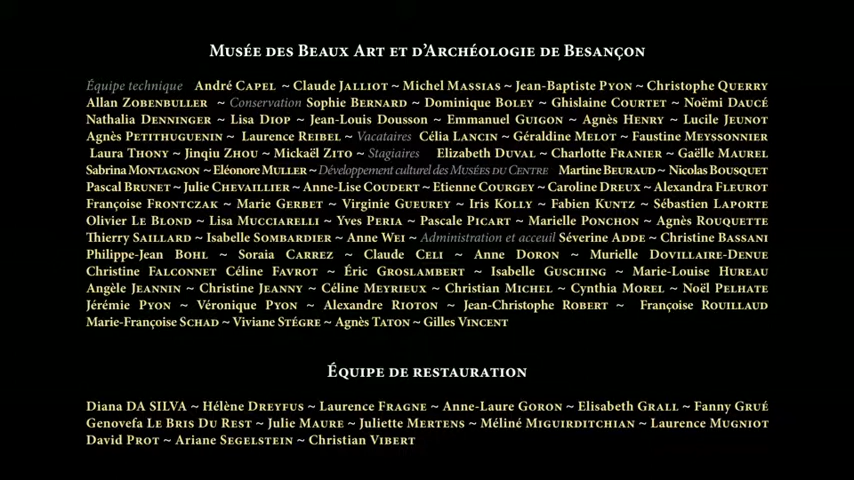 Musée des Beaux Art et d'Archéologie de Besançon
Équipe technique André Capel ~ Claude Jalliot ~ Michel Massias ~ Jean-Baptiste Pyon ~ Christophe Querry
Allan Zobenbuller ~ Conservation Sophie Bernard ~ Dominique Boley ~ Ghislaine Courtet ~ Noëmi Daucé
Nathalia Denninger ~ Lisa Diop ~ Jean-Louis Dousson ~ Emmanuel Guigon ~ Agnès Henry ~ Lucile Jeunot
Agnès Petithuguenin ~ Laurence Reibel ~ Vacataires Célia Lancin ~ Géraldine Melot ~ Faustine Meyssonnier
Laura Thony ~ Jinqiu Zhou ~ Mickaël Zito ~ Stagiaires Elizabeth Duval ~ Charlotte Franier ~ Gaëlle Maurel
Sabrina Montagnon ~ Eléonore Muller ~ Développement culturel des Musées du Centre Martine Beuraud ~ Nicolas Bousquet
Pascal Brunet ~ Julie Chevaillier ~ Anne-Lise Coudert ~ Etienne Courgey ~ Caroline Dreux ~ Alexandra Fleurot
Françoise Frontczak ~ Marie Gerbet ~ Virginie Gueurey ~ Iris Kolly ~ Fabien Kuntz ~ Sébastien Laporte
Olivier Le Blond ~ Lisa Mucciarelli ~ Yves Peria ~ Pascale Picart ~ Marielle Ponchon ~ Agnès Rouquette
Thierry Saillard ~ Isabelle Sombardier ~ Anne Wei ~ Administration et acceuil Séverine Adde ~ Christine Bassani
Philippe-Jean Bohl ~ Soraia Carrez ~ Claude Celi ~ Anne Doron ~ Murielle Dovillaire-Denue
Christine Falconnet Céline Favrot ~ Éric Groslambert ~ Isabelle Gusching ~ Marie-Louise Hureau
Angèle Jeannin ~ Christine Jeanny ~ Céline Meyrieux ~ Christian Michel ~ Cynthia Morel ~ Noël Pelhate
Jérémie Pyon ~ Véronique Pyon ~ Alexandre Rioton ~ Jean-Christophe Robert ~ Françoise Rouillaud
Marie-Françoise Schad ~ Viviane Stégre ~ Agnès Taton ~ Gilles Vincent
Équipe de restauration
Diana DA SILVA ~ Hélène Dreyfus ~ Laurence Fragne ~ Anne-Laure Goron ~ Elisabeth Grall ~ Fanny Grué
Genovefa Le Bris Du Rest ~ Julie Maure ~ Juliette Mertens ~ Méliné Miguirditchian ~ Laurence Mugniot
David Prot ~ Ariane Segelstein ~ Christian Vibert